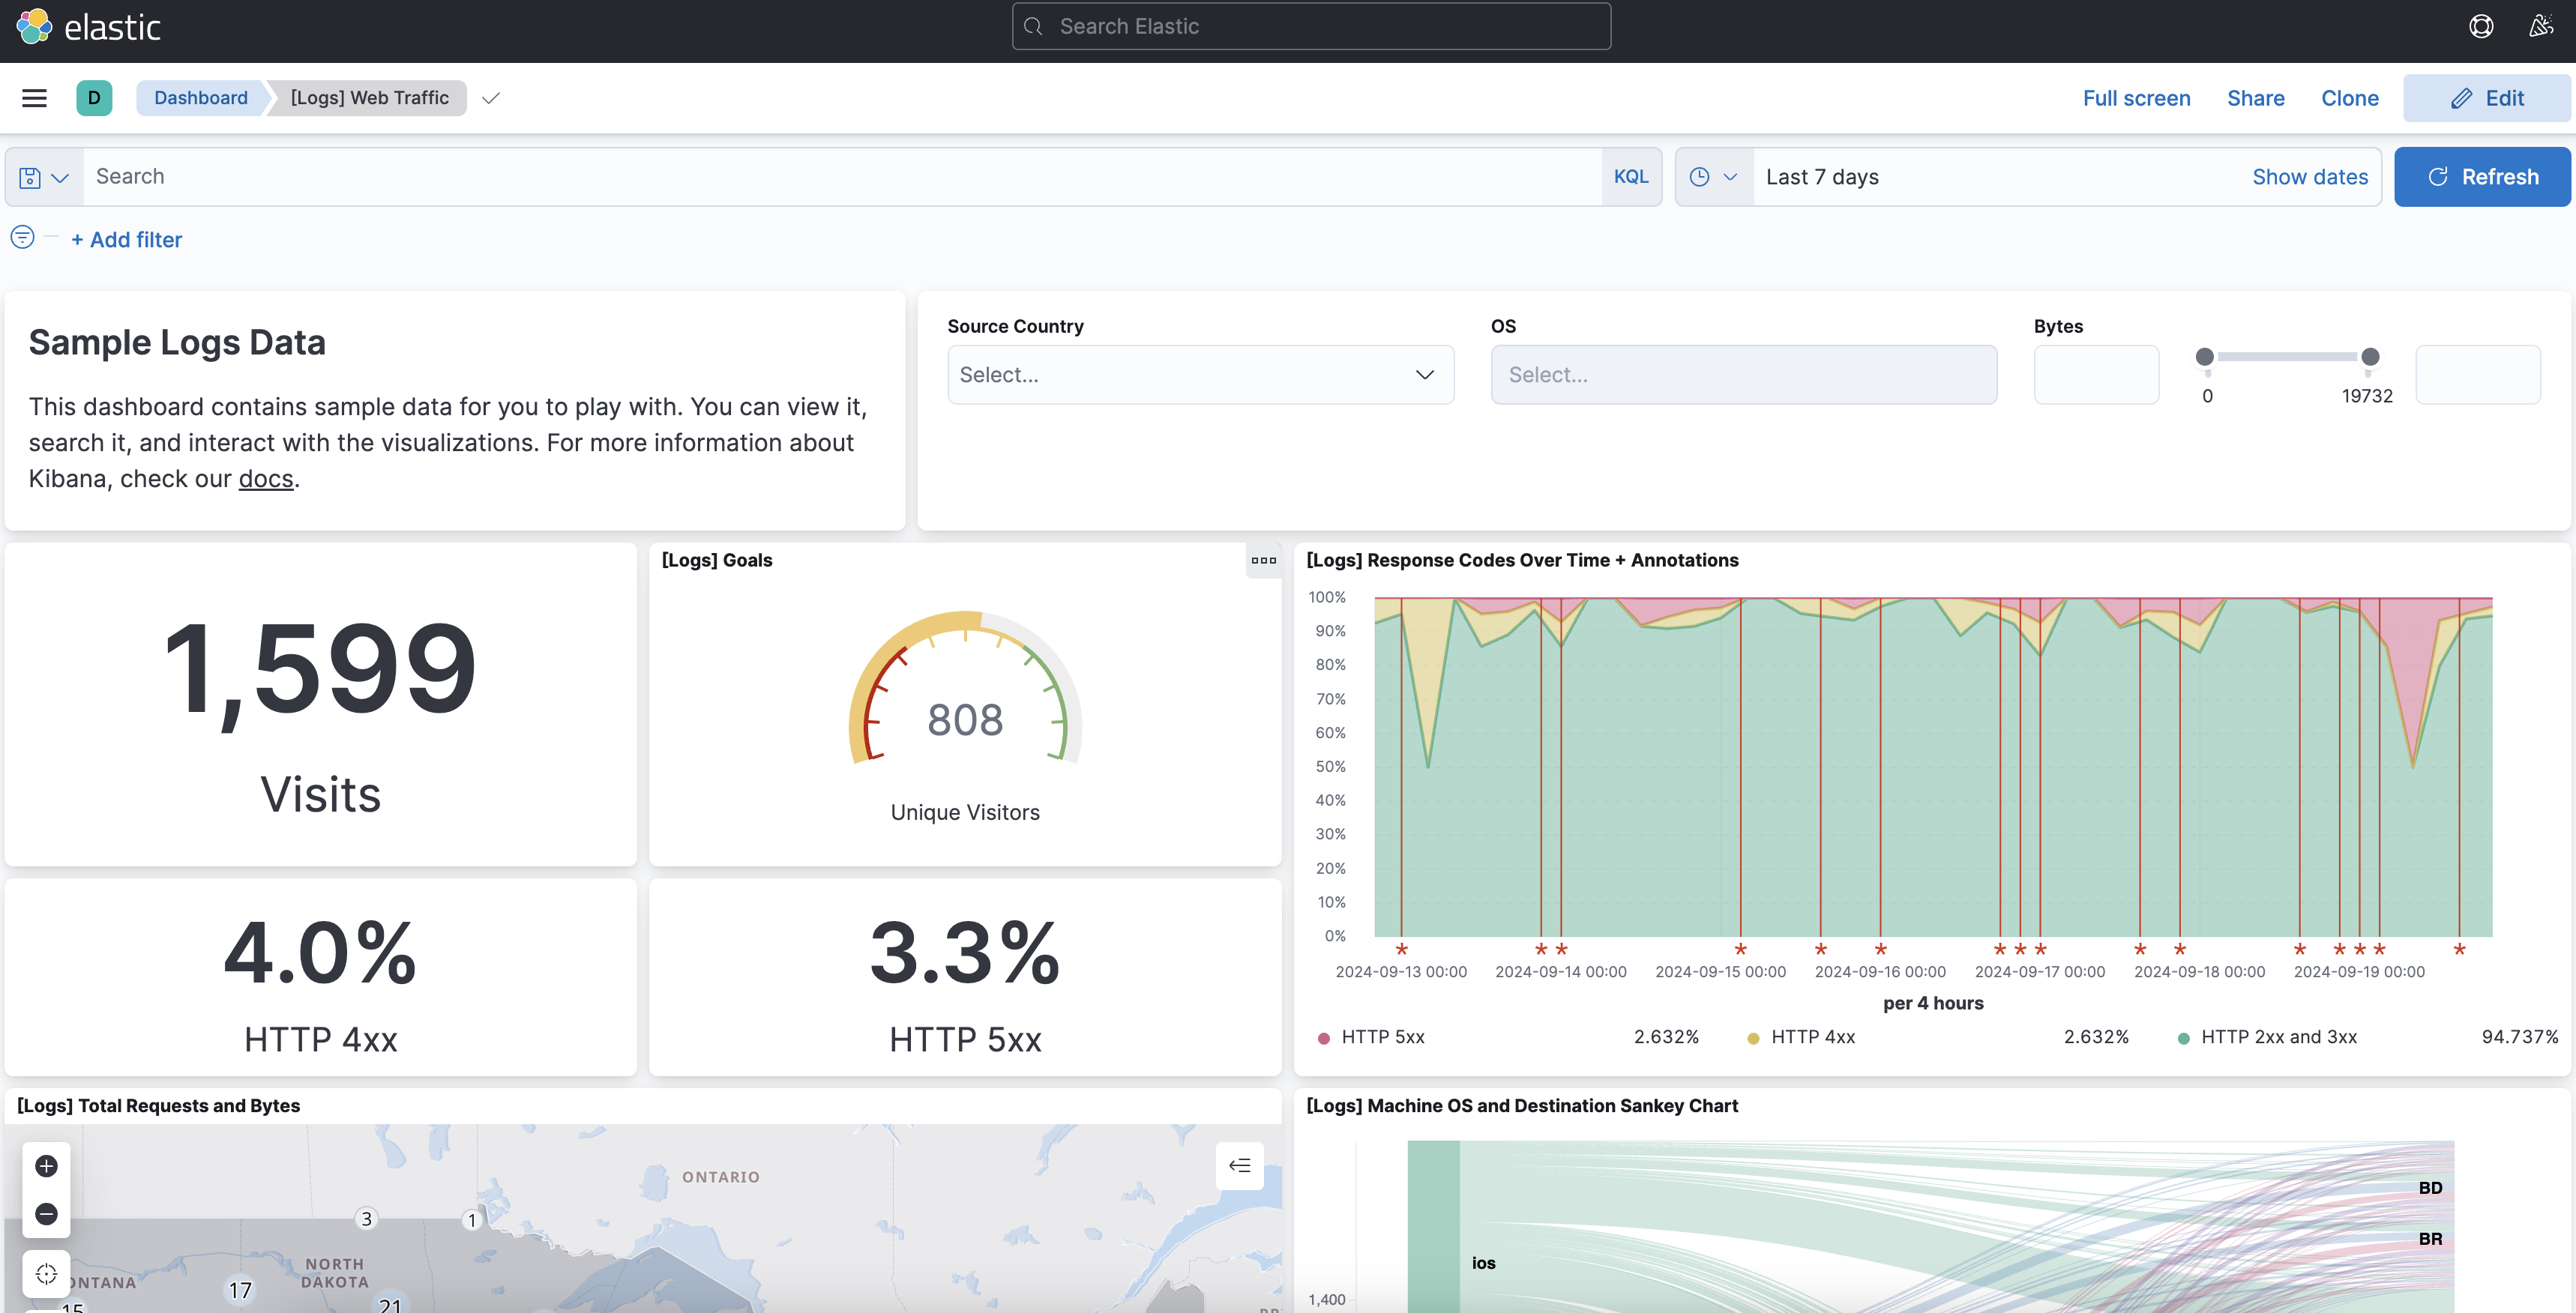 elastic
Search Elastic
D
Dashboard
[Logs] Web Traffic
Full screen
Share
Clone
Edit
Search
KQL
Last 7 days
Show dates
Refresh
+ Add filter
Sample Logs Data
This dashboard contains sample data for you to play with. You can view it,
search it, and interact with the visualizations. For more information about
Kibana, check our docs.
Source Country
Select...
OS
Select...
Bytes
0
19732
1,599
Visits
[Logs] Goals
808
Unique Visitors
4.0%
HTTP 4xx
3.3%
HTTP 5xx
[Logs] Response Codes Over Time + Annotations
100%
90%
80%
70%
60%
50%
40%
30%
20%
10%
0%
2024-09-13 00:00
2024-09-14 00:00
2024-09-15 00:00
2024-09-16 00:00
2024-09-17 00:00
2024-09-18 00:00
2024-09-19 00:00
per 4 hours
HTTP 5xx 2.632%
HTTP 4xx 2.632%
HTTP 2xx and 3xx 94.737%
[Logs] Total Requests and Bytes
ONTARIO
3
1
NORTH
DAKOTA
ONTANA
17
15
21
[Logs] Machine OS and Destination Sankey Chart
BD
BR
ios
1,400